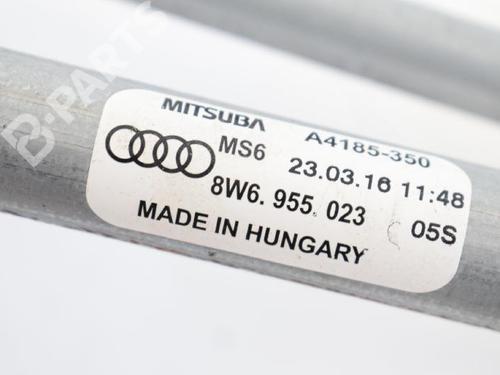 B-PARTS
MITSUBA A4185-350
MS6 23.03.16 11:48
8W6. 955. 023 05S
MADE IN HUNGARY